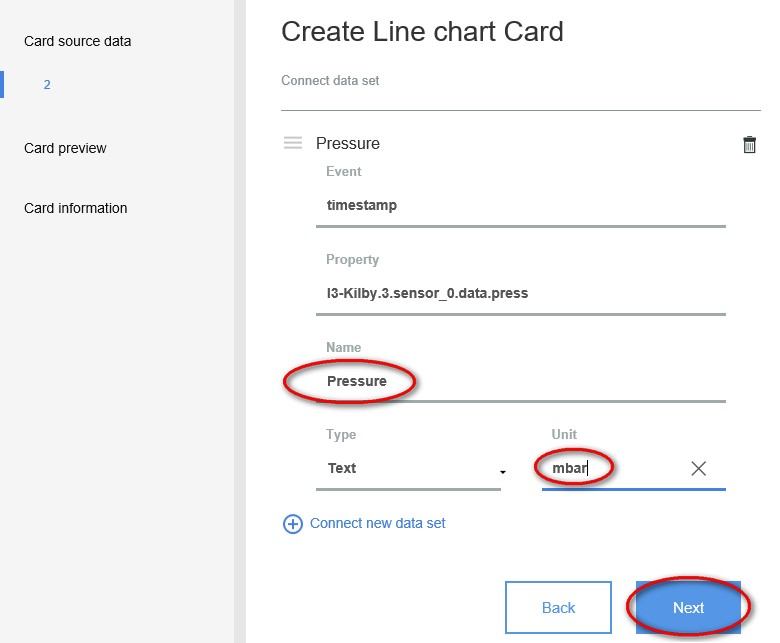 Card source data
2
Card preview
Card information
Create Line chart Card
Connect data set
Pressure
Event
timestamp
Property
I3-Kilby.3.sensor_0.data.press
Name
Pressure
Type
Unit
Text
mbar
Connect new data set
Back
Next